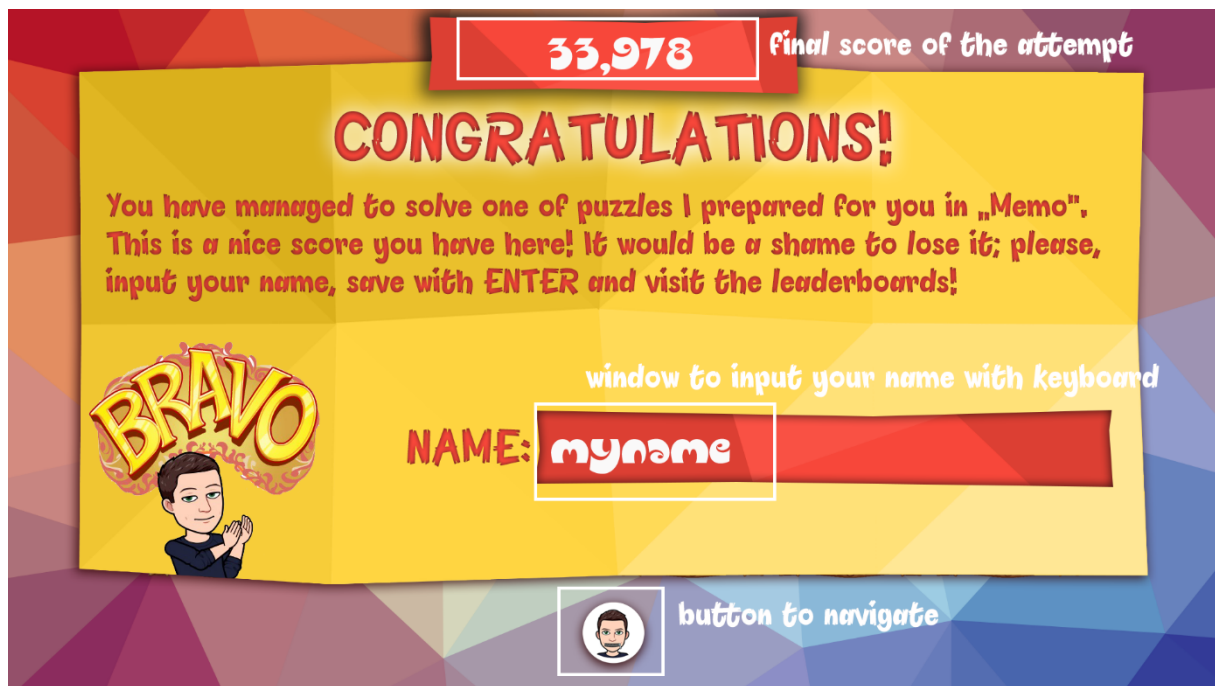 33,978
final score of the attempt
CONGRATULATIONS!
You have managed to solve one of puzzles I prepared for you in „Memo".
This is a nice score you have here! It would be a shame to lose it; please,
input your name, save with ENTER and visit the leaderboards!
BRAVO
window to input your name with keyboard
NAME: myname
button to navigate